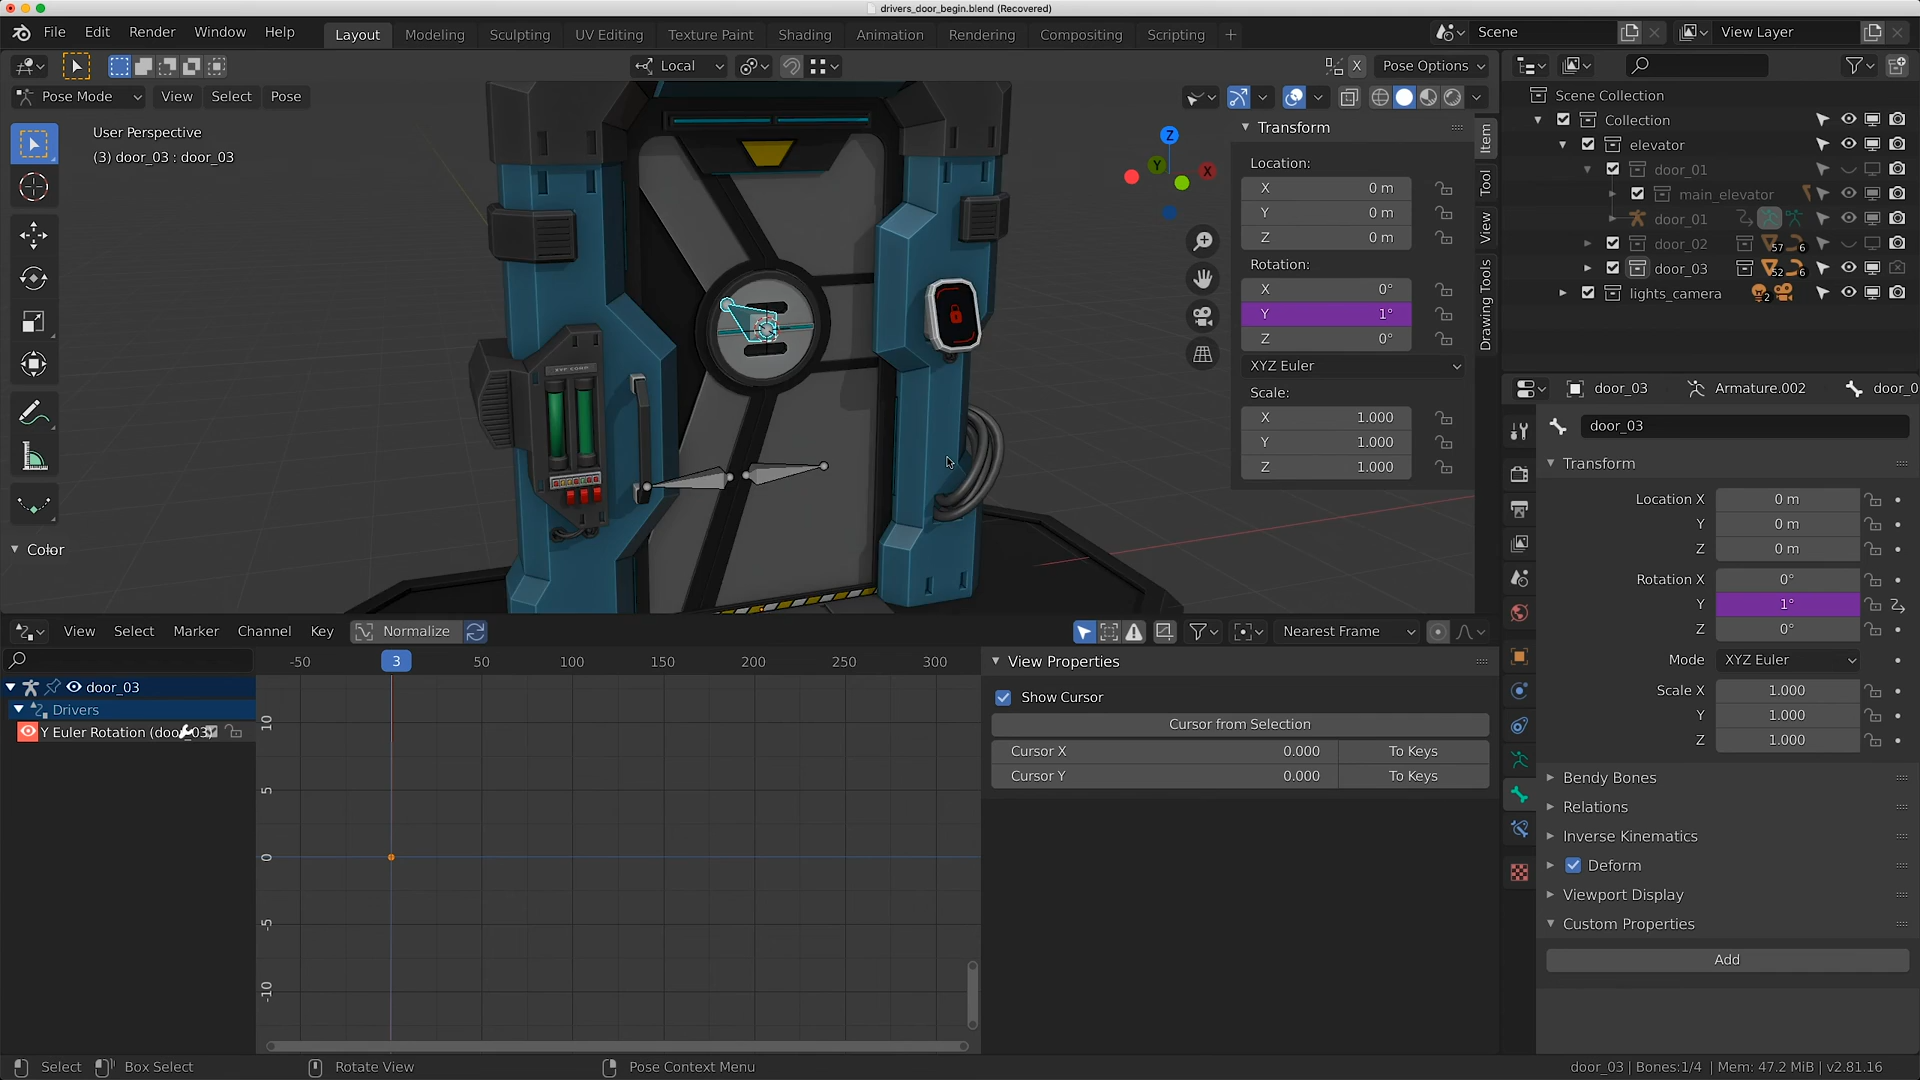 drivers_door_begin.blend (Recovered)
File Edit Render Window Help Layout Modeling Sculpting UV Editing Texture Paint Shading Animation Rendering Compositing Scripting + Scene View Layer
Local X Pose Options
Pose Mode View Select Pose
User Perspective
(3) door_03 : door_03
Color
Z
Y
X
Transform
Location:
X 0 m
Y 0 m
Z 0 m
Rotation:
X 0°
Y 1°
Z 0°
XYZ Euler
Scale:
X 1.000
Y 1.000
Z 1.000
Item
Tool
View
Drawing Tools
Scene Collection
Collection
elevator
door_01
main_elevator
door_01
door_02 57 6
door_03 52 6
lights_camera 2
door_03 Armature.002 door_0
door_03
Transform
Location X 0 m
Y 0 m
Z 0 m
Rotation X 0°
Y 1°
Z 0°
Mode XYZ Euler
Scale X 1.000
Y 1.000
Z 1.000
Bendy Bones
Relations
Inverse Kinematics
Deform
Viewport Display
Custom Properties
Add
View Select Marker Channel Key Normalize Nearest Frame
-50 3 50 100 150 200 250 300
door_03
Drivers
Y Euler Rotation (door_03)
10
5
0
-5
-10
View Properties
Show Cursor
Cursor from Selection
Cursor X 0.000 To Keys
Cursor Y 0.000 To Keys
Select Box Select Rotate View Pose Context Menu door_03 | Bones:1/4 | Mem: 47.2 MiB | v2.81.16